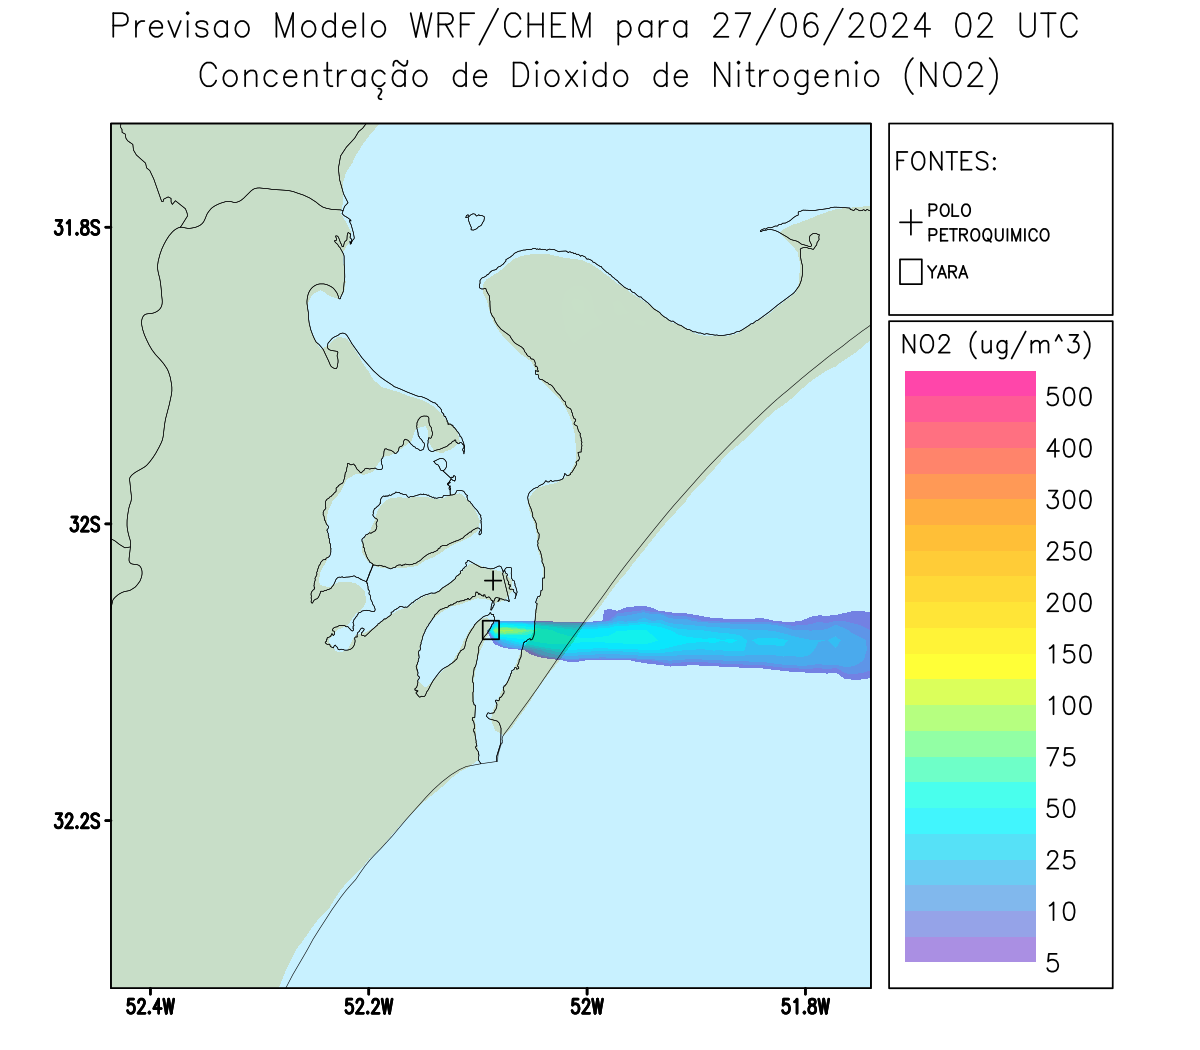 Previsao Modelo WRF/CHEM para 27/06/2024 02 UTC
Concentração de Dioxido de Nitrogenio (NO2)
FONTES:
POLO
PETROQUIMICO
YARA
31.8S
32S
32.2S
52.4W
52.2W
52W
51.8W
NO2 (ug/m^3)
500
400
300
250
200
150
100
75
50
25
10
5